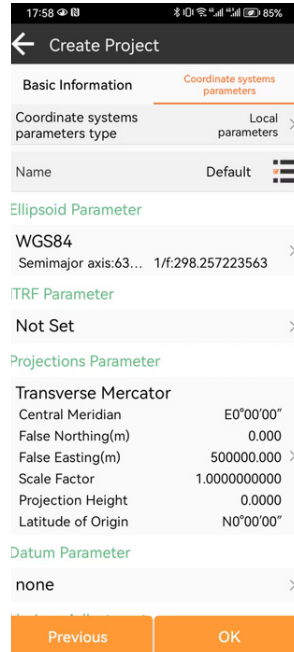 17:58 85%
Create Project
Basic Information
Coordinate systems
parameters
Coordinate systems
parameters type
Local
parameters
Name Default
Ellipsoid Parameter
WGS84
Semimajor axis:63... 1/f:298.257223563
ITRF Parameter
Not Set
Projections Parameter
Transverse Mercator
Central Meridian E0°00'00"
False Northing(m) 0.000
False Easting(m) 500000.000
Scale Factor 1.0000000000
Projection Height 0.0000
Latitude of Origin N0°00'00"
Datum Parameter
none
Previous OK